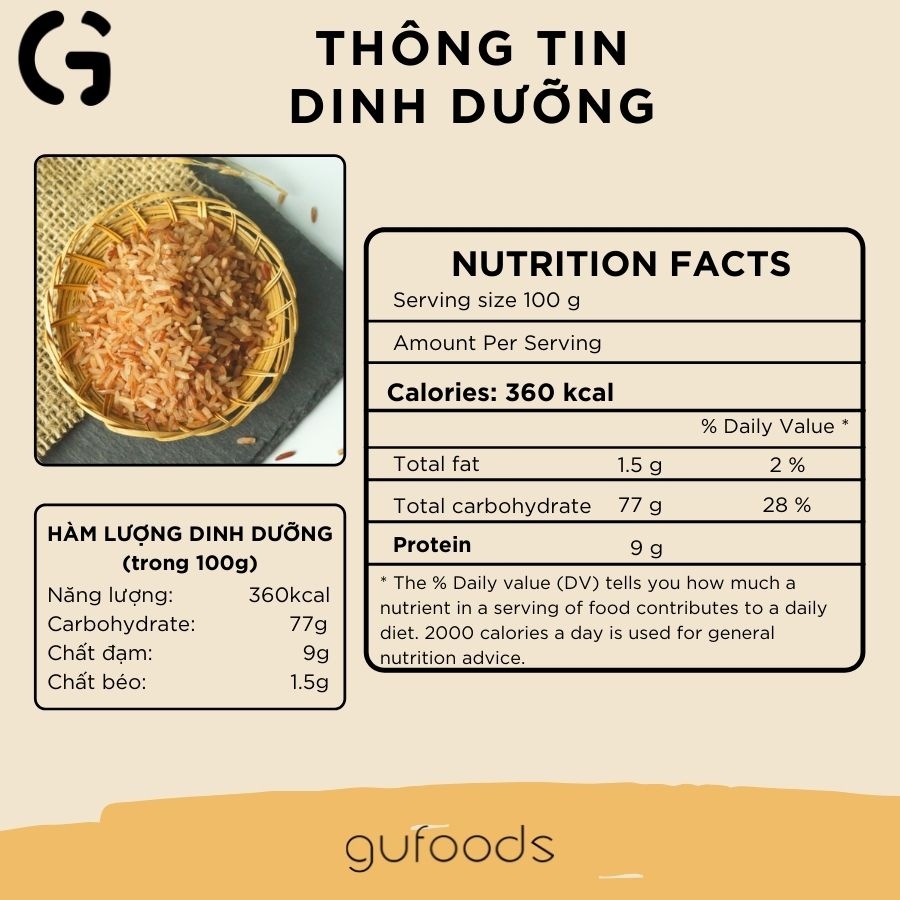 THÔNG TIN
DINH DƯỠNG
NUTRITION FACTS
Serving size 100 g
Amount Per Serving
Calories: 360 kcal
% Daily Value *
Total fat 1.5 g 2 %
Total carbohydrate 77 g 28 %
Protein 9 g
* The % Daily value (DV) tells you how much a
nutrient in a serving of food contributes to a daily
diet. 2000 calories a day is used for general
nutrition advice.
HÀM LƯỢNG DINH DƯỠNG
(trong 100g)
Năng lượng: 360kcal
Carbohydrate: 77g
Chất đạm: 9g
Chất béo: 1.5g
gufoods